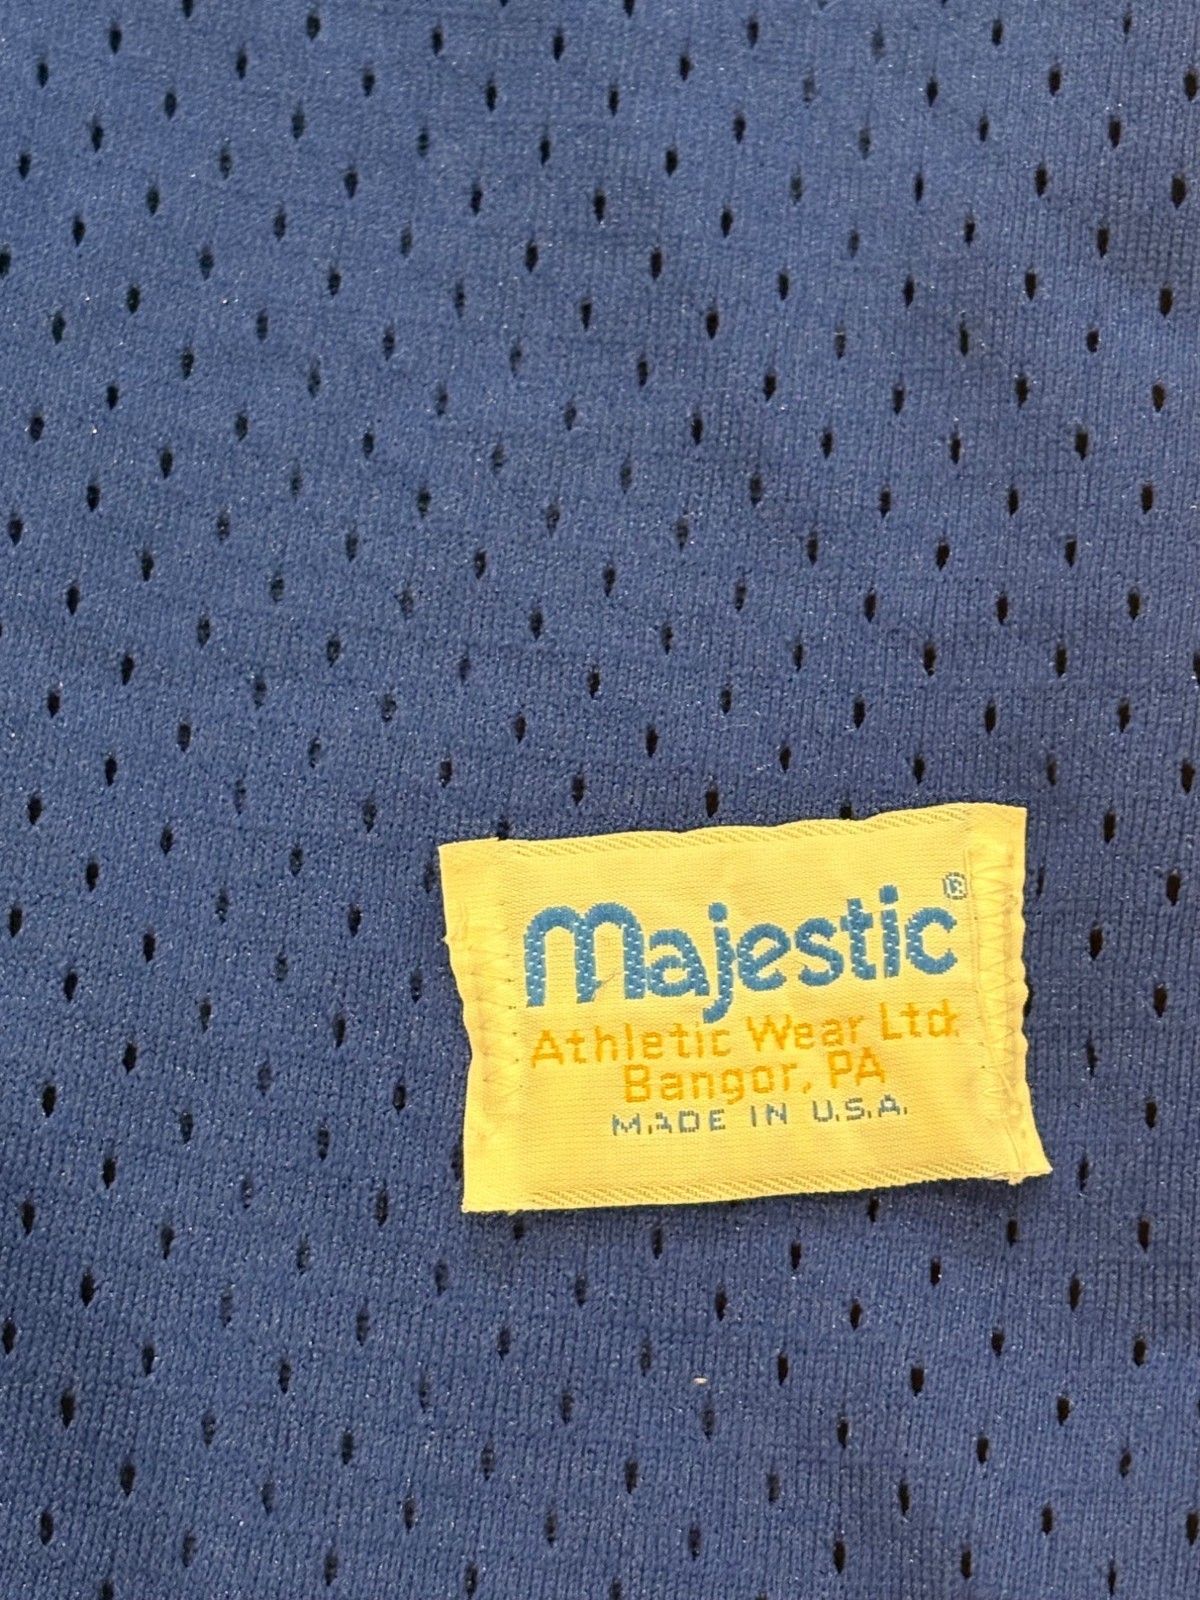 Majestic®
Athletic Wear Ltd.
Bangor, PA
MADE IN U.S.A.